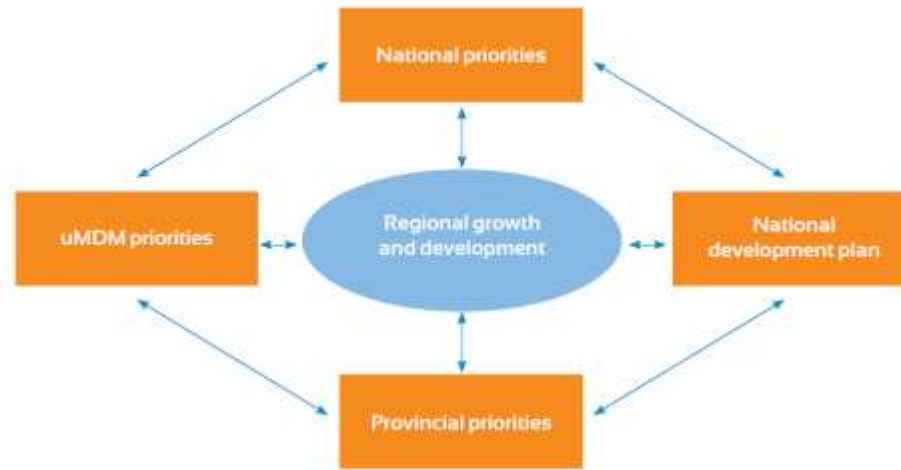 National priorities
uMDM priorities
Regional growth
and development
National
development plan
Provincial priorities